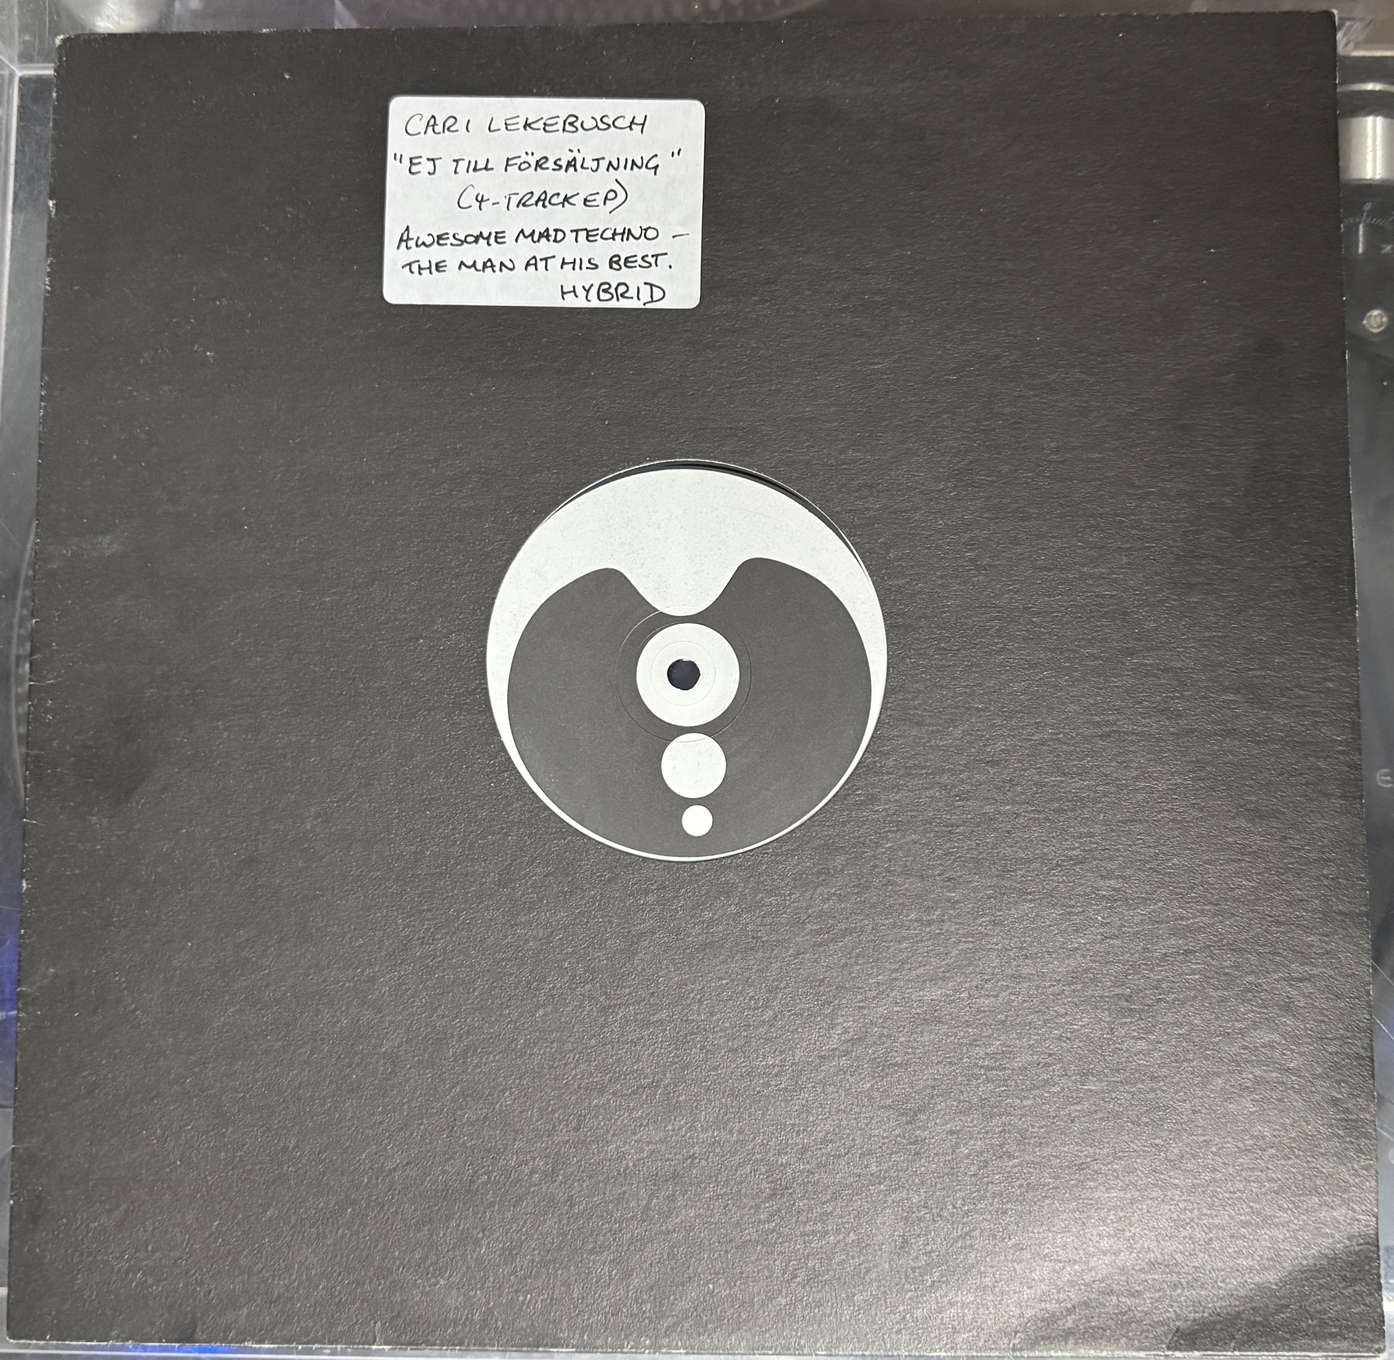 CARI LEKEBUSCH
"EJ TILL FÖRSÄLJNING"
(4-TRACK EP)
AWESOME MAD TECHNO —
THE MAN AT HIS BEST.
HYBRID